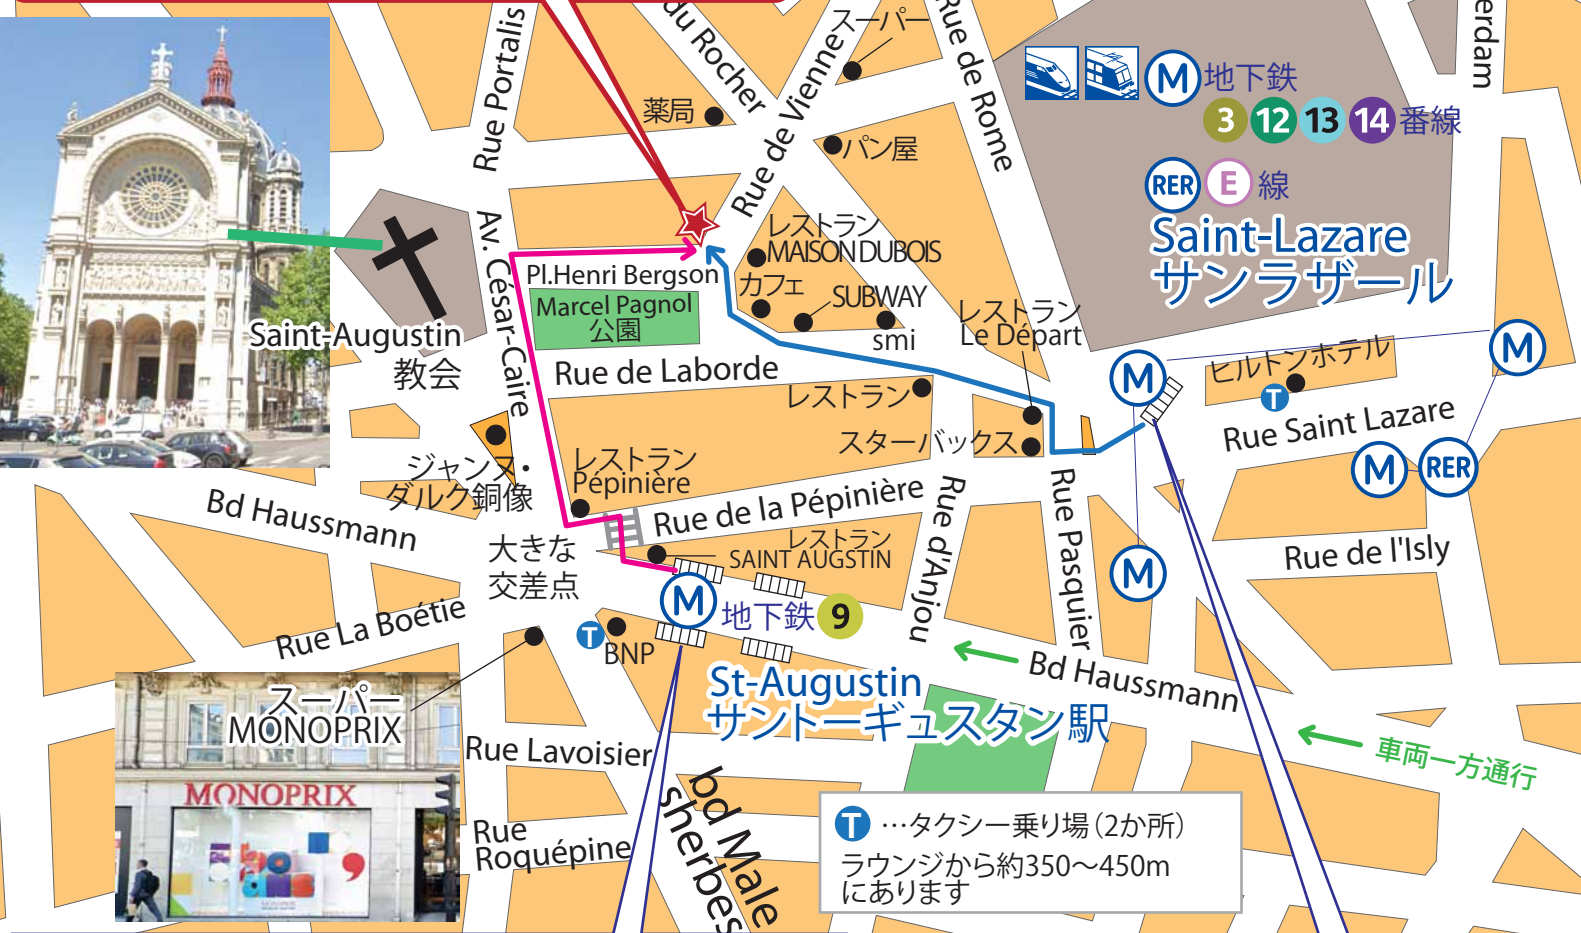 Rue Portalis
du Rocher
スーパー
Rue de Vienne
Rue de Rome
erdam
M 地下鉄
3 12 13 14 番線
RER E 線
Saint-Lazare
サンラザール
薬局
パン屋
Av. César-Caire
レストラン
MAISON DUBOIS
カフェ
SUBWAY
smi
レストラン
Le Départ
Pl.Henri Bergson
Marcel Pagnol
公園
Saint-Augustin
教会
Rue de Laborde
レストラン
スターバックス
M
ヒルトンホテル
T
M
Rue Saint Lazare
M RER
ジャンヌ・
ダルク銅像
レストラン
Pépinière
Rue de la Pépinière
Bd Haussmann
大きな
交差点
レストラン
SAINT AUGSTIN
Rue d'Anjou
Rue Pasquier
Rue de l'Isly
M
M 地下鉄 9
St-Augustin
サントーギュスタン駅
Rue La Boétie
T
BNP
Bd Haussmann
車両一方通行
スーパー
MONOPRIX
MONOPRIX
Rue Lavoisier
Rue
Roquépine
bd Male
sherbes
T …タクシー乗り場(2か所)
ラウンジから約350〜450m
にあります